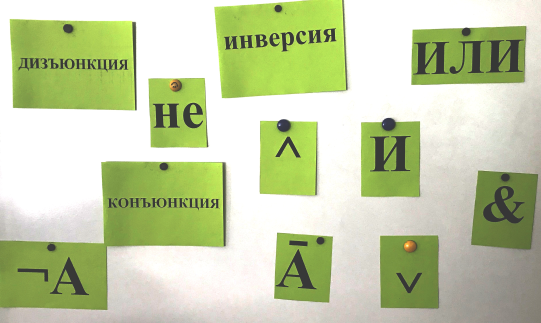 дизъюнкция
инверсия
ИЛИ
не
^
И
конъюнкция
&
¬А
Ā
˅